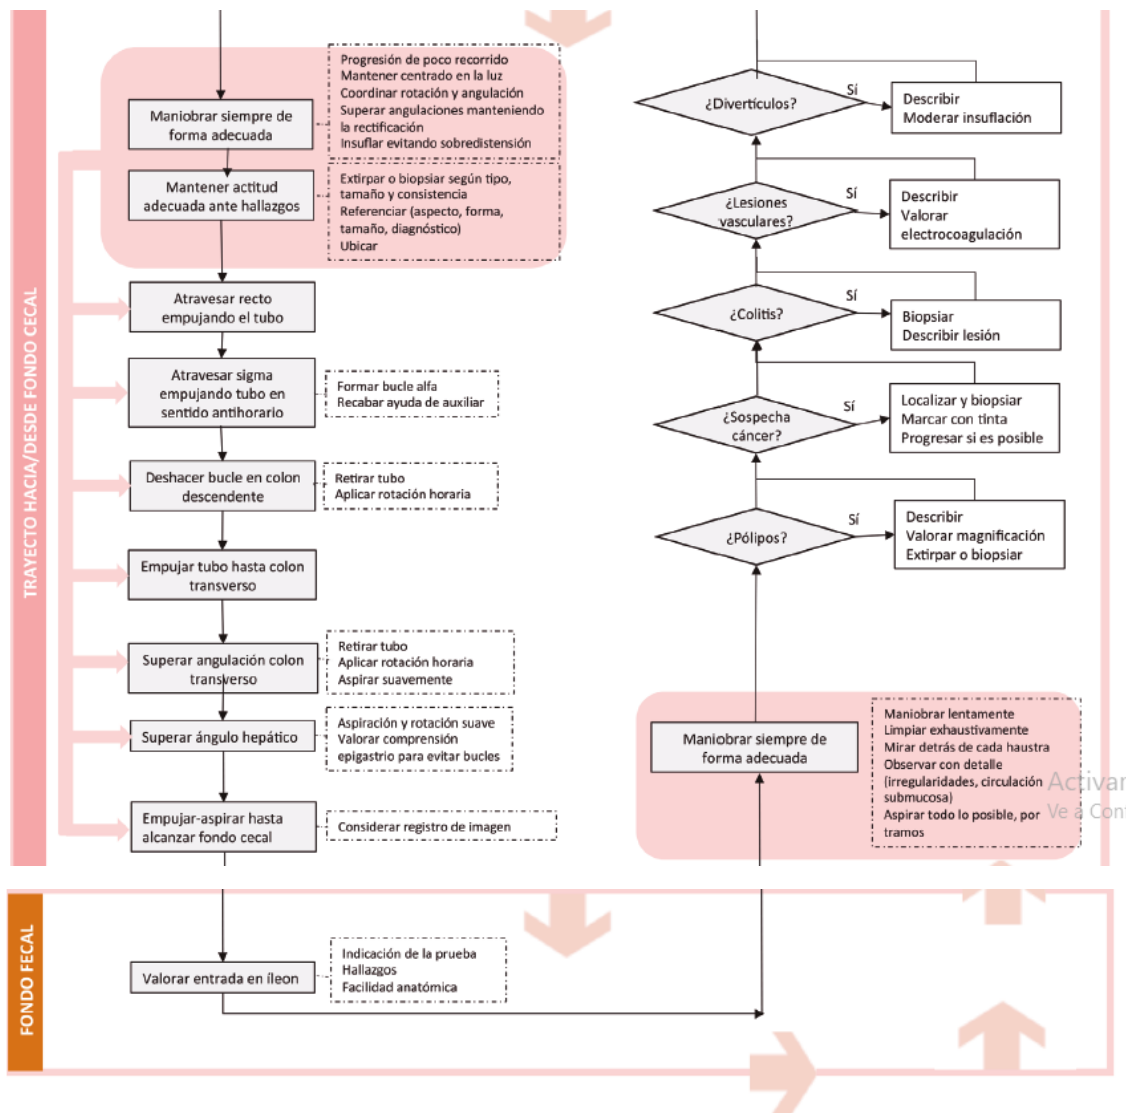 TRAYECTO HACIA/DESDE FONDO CECAL
Maniobrar siempre de
forma adecuada
Progresión de poco recorrido
Mantener centrado en la luz
Coordinar rotación y angulación
Superar angulaciones manteniendo
la rectificación
Insuflar evitando sobredistensión
Mantener actitud
adecuada ante hallazgos
Extirpar o biopsiar según tipo,
tamaño y consistencia
Referenciar (aspecto, forma,
tamaño, diagnóstico)
Ubicar
Atravesar recto
empujando el tubo
Atravesar sigma
empujando tubo en
sentido antihorario
Formar bucle alfa
Recabar ayuda de auxiliar
Deshacer bucle en colon
descendente
Retirar tubo
Aplicar rotación horaria
Empujar tubo hasta colon
transverso
Superar angulación colon
transverso
Retirar tubo
Aplicar rotación horaria
Aspirar suavemente
Superar ángulo hepático
Aspiración y rotación suave
Valorar comprensión
epigastrio para evitar bucles
Empujar-aspirar hasta
alcanzar fondo cecal
Considerar registro de imagen
¿Divertículos?
Sí
Describir
Moderar insuflación
¿Lesiones
vasculares?
Sí
Describir
Valorar
electrocoagulación
¿Colitis?
Sí
Biopsiar
Describir lesión
¿Sospecha
cáncer?
Sí
Localizar y biopsiar
Marcar con tinta
Progresar si es posible
¿Pólipos?
Sí
Describir
Valorar magnificación
Extirpar o biopsiar
Maniobrar siempre de
forma adecuada
Maniobrar lentamente
Limpiar exhaustivamente
Mirar detrás de cada haustra
Observar con detalle
(irregularidades, circulación
submucosa)
Aspirar todo lo posible, por
tramos
Activar
Ve a Con
FONDO FECAL
Valorar entrada en íleon
Indicación de la prueba
Hallazgos
Facilidad anatómica